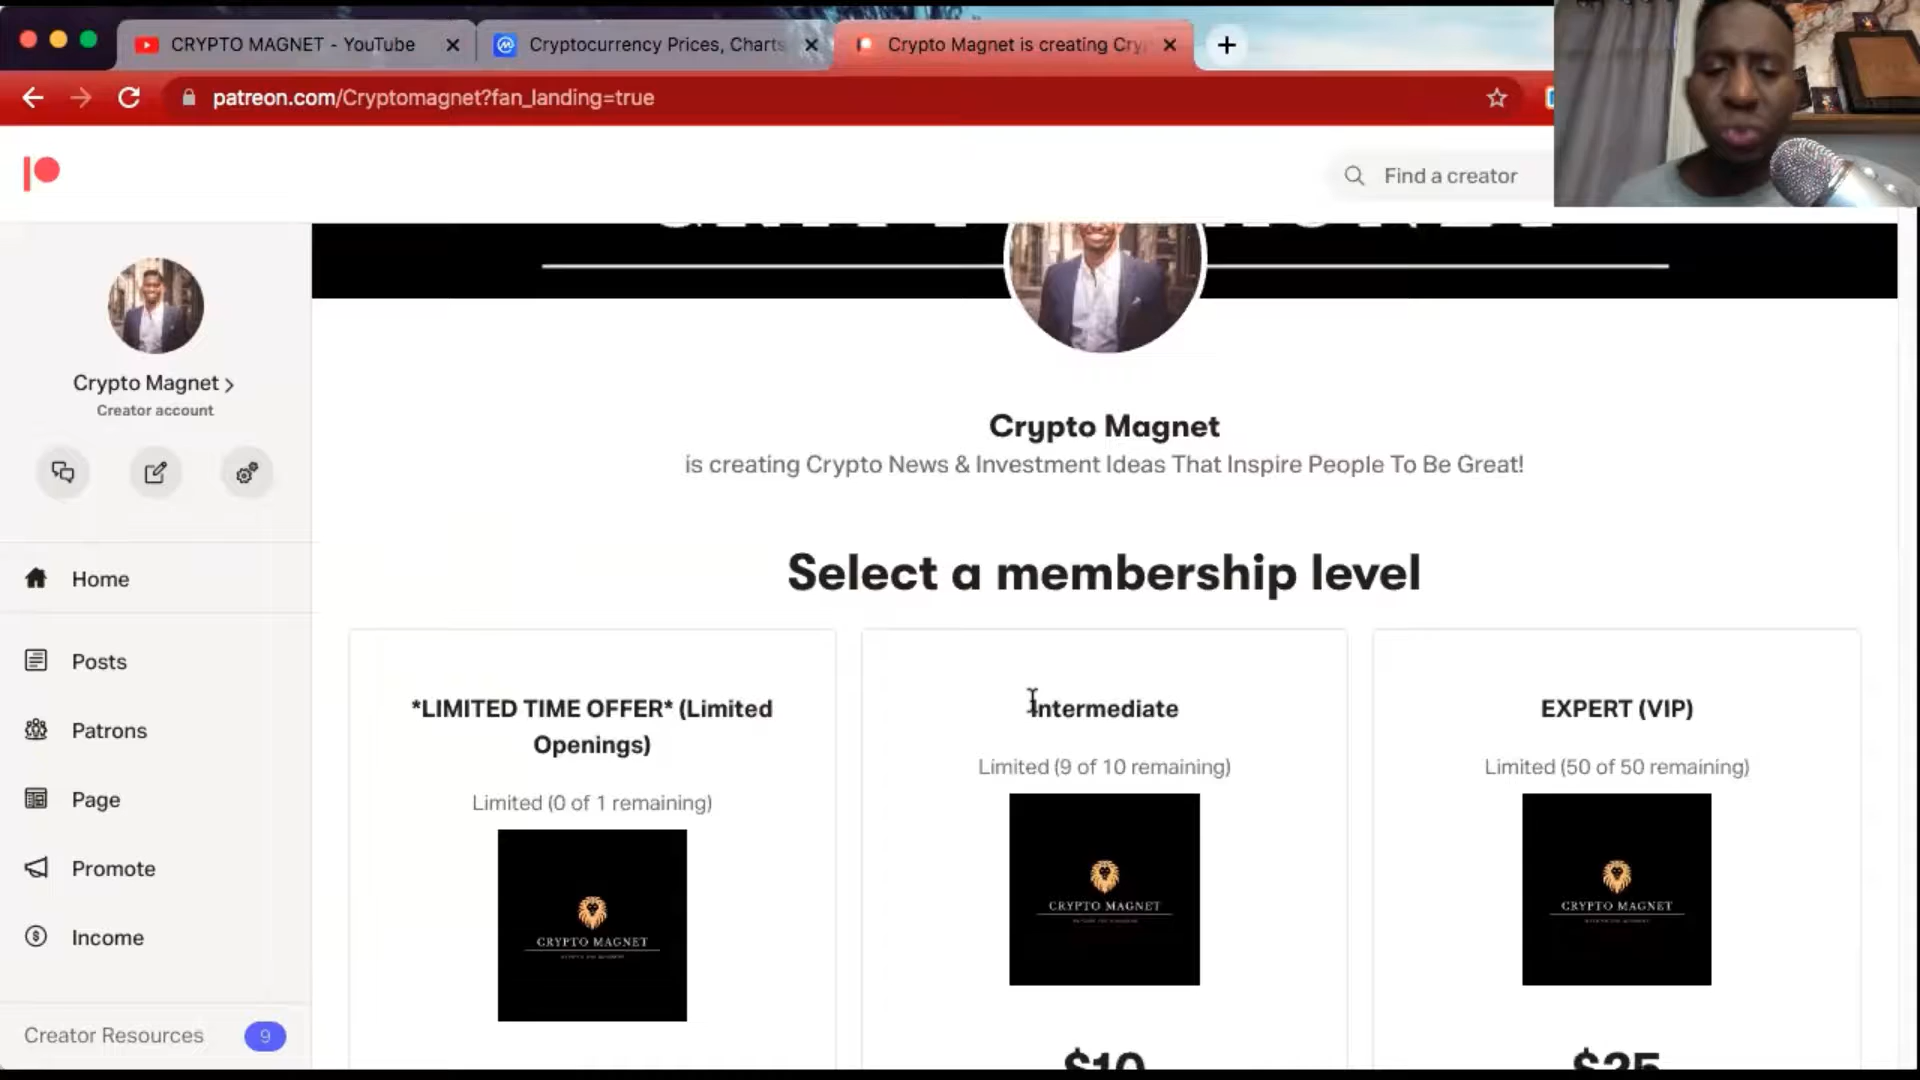 CRYPTO MAGNET - YouTube
Cryptocurrency Prices, Charts
Crypto Magnet is creating Cry
patreon.com/Cryptomagnet?fan_landing=true
Find a creator
Crypto Magnet
Creator account
Home
Posts
Patrons
Page
Promote
Income
Creator Resources
9
Crypto Magnet
is creating Crypto News & Investment Ideas That Inspire People To Be Great!
Select a membership level
*LIMITED TIME OFFER* (Limited
Openings)
Limited (0 of 1 remaining)
CRYPTO MAGNET
Intermediate
Limited (9 of 10 remaining)
CRYPTO MAGNET
$10
EXPERT (VIP)
Limited (50 of 50 remaining)
CRYPTO MAGNET